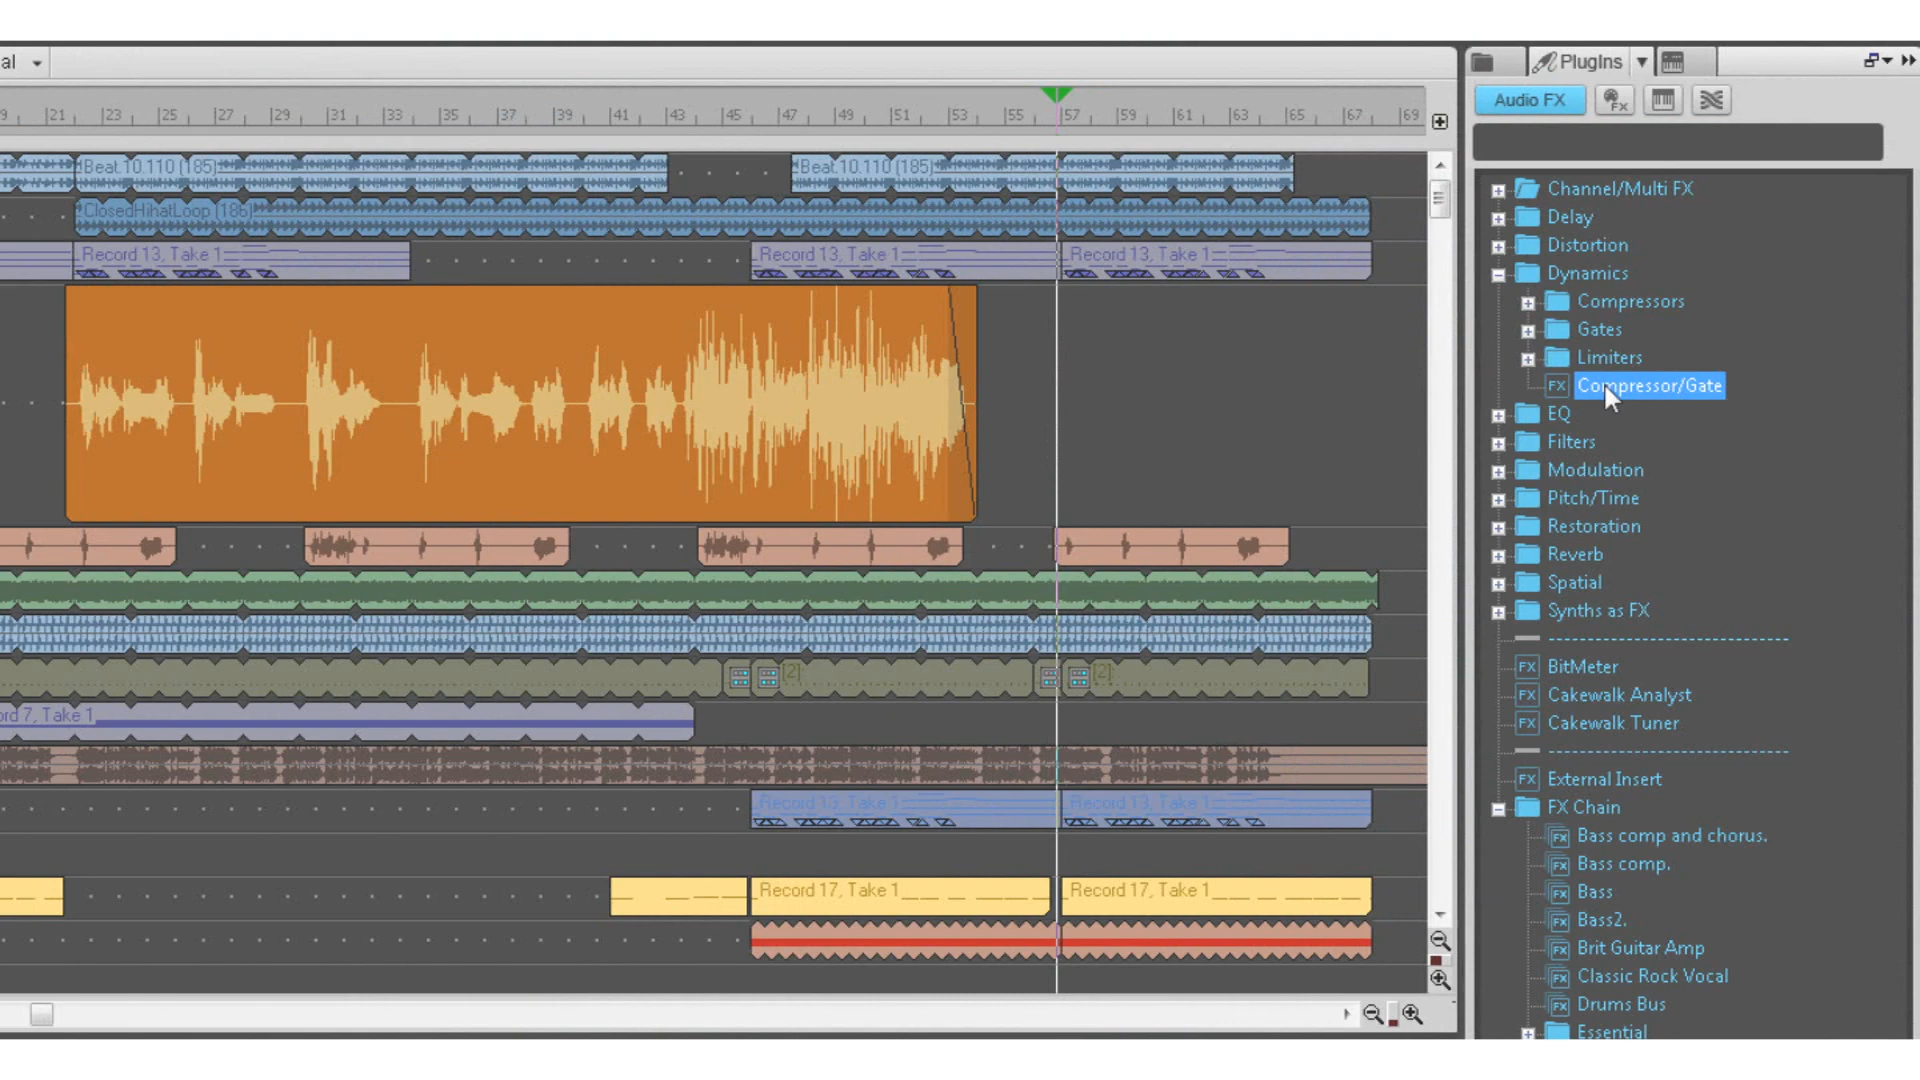 al
PlugIns
Audio FX
FX
21 23 25 27 29 31 33 35 37 39 41 43 45 47 49 51 53 55 57 59 61 63 65 67 69
Beat.10.110 (185)
Beat.10.110 (185)
ClosedHihatLoop (186)
Record 13, Take 1
Record 13, Take 1
Record 13, Take 1
[2]
[2]
rd 7, Take 1
Record 13, Take 1
Record 13, Take 1
Record 17, Take 1
Record 17, Take 1
Channel/Multi FX
Delay
Distortion
Dynamics
Compressors
Gates
Limiters
FX Compressor/Gate
EQ
Filters
Modulation
Pitch/Time
Restoration
Reverb
Spatial
Synths as FX
FX BitMeter
FX Cakewalk Analyst
FX Cakewalk Tuner
FX External Insert
FX Chain
FX Bass comp and chorus.
FX Bass comp.
FX Bass
FX Bass2.
FX Brit Guitar Amp
FX Classic Rock Vocal
FX Drums Bus
Essential